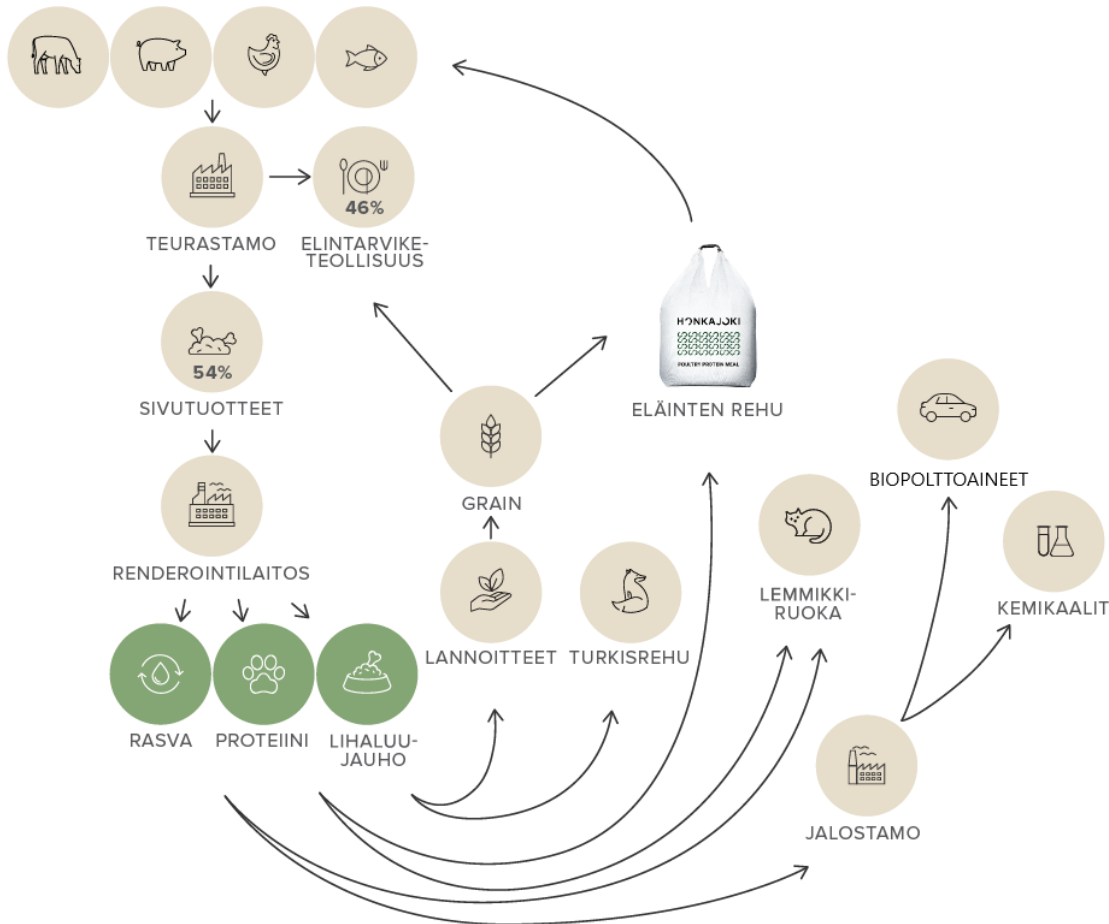 46%
TEURASTAMO
ELINTARVIKE-
TEOLLISUUS
54%
SIVUTUOTTEET
RENDEROINTILAITOS
RASVA
PROTEIINI
LIHALUU-
JAUHO
GRAIN
LANNOITTEET
TURKISREHU
HONKAJOKI
POULTRY PROTEIN MEAL
ELÄINTEN REHU
LEMMIKKI-
RUOKA
BIOPOLTTOAINEET
KEMIKAALIT
JALOSTAMO